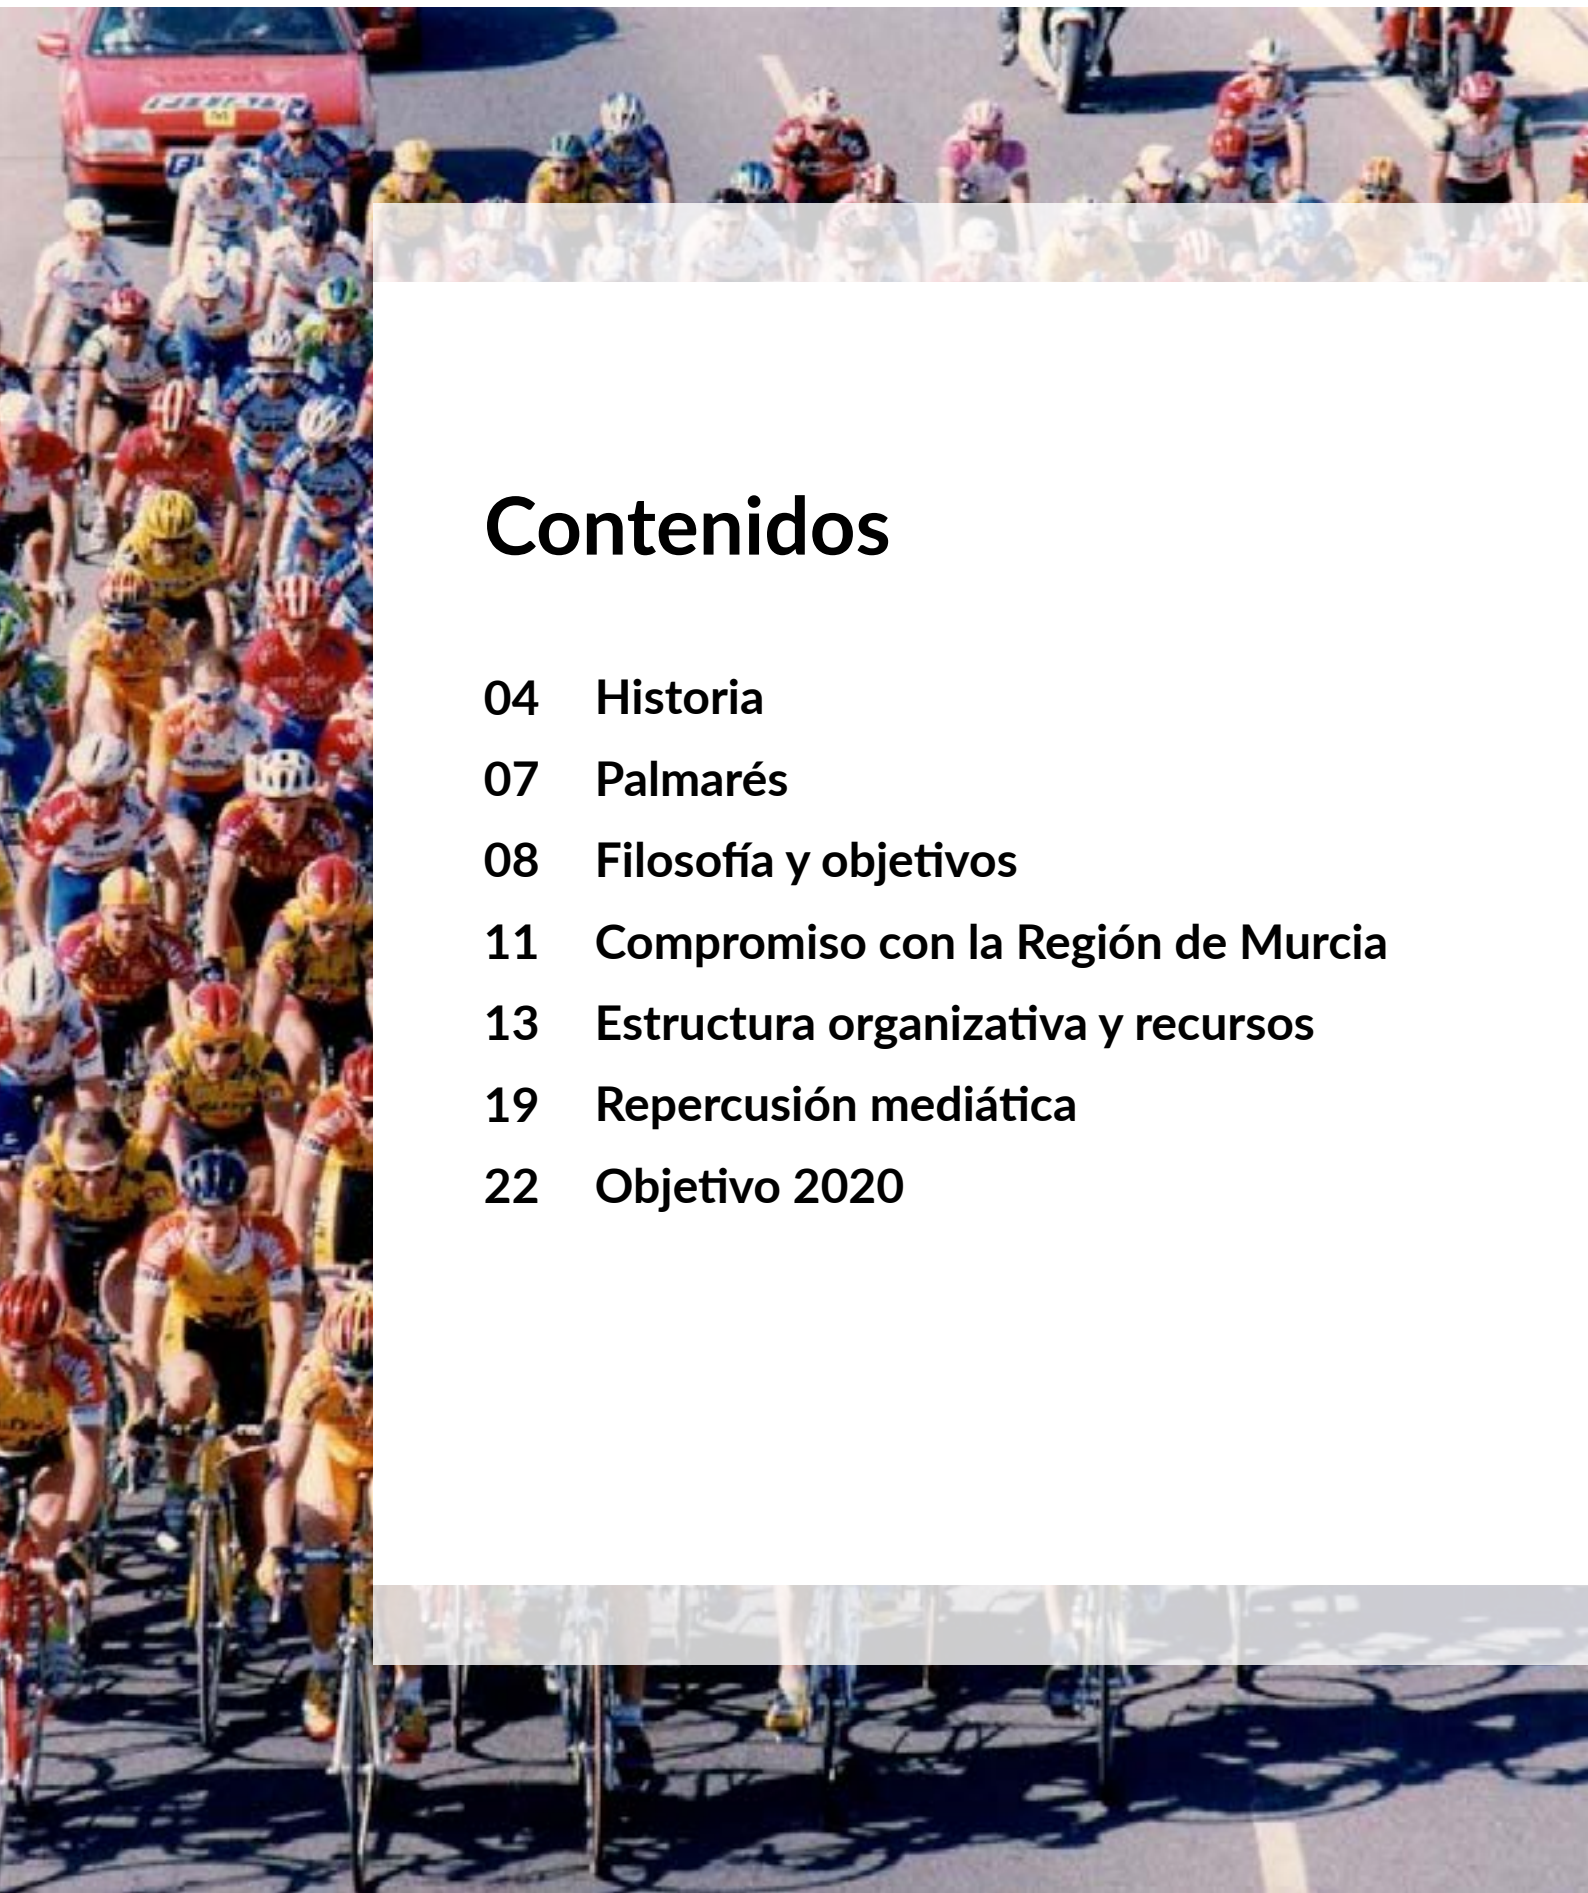 Contenidos
04 Historia
07 Palmarés
08 Filosofía y objetivos
11 Compromiso con la Región de Murcia
13 Estructura organizativa y recursos
19 Repercusión mediática
22 Objetivo 2020